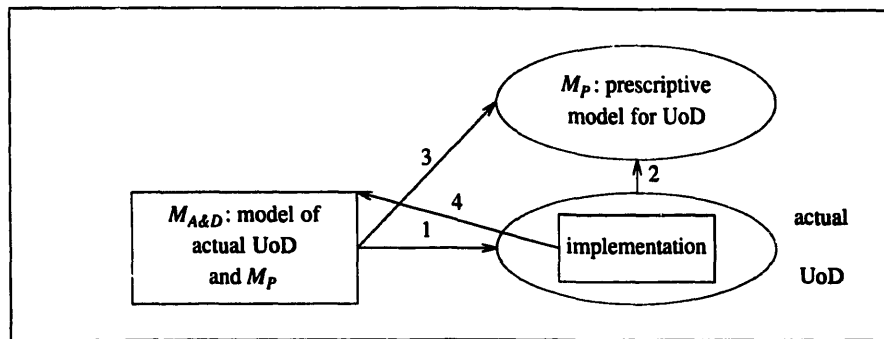 M_P: prescriptive
model for UoD
3
2
4
M_A&D: model of
actual UoD
and M_P
1
implementation
actual
UoD